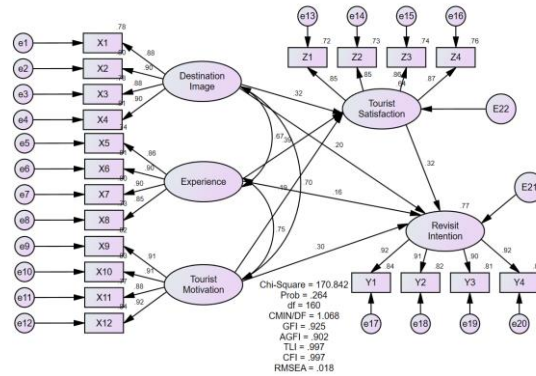 e13 e14 e15 e16
.72 .73 .74 .76
Z1 Z2 Z3 Z4
.85 .85 .86 .87
.78
e1 X1 .88
e2 X2 .90
e3 X3 .88
e4 X4 .90
e5 X5 .86
e6 X6 .90
e7 X7 .90
e8 X8 .85
e9 X9 .91
e10 X10 .91
e11 X11 .88
e12 X12 .92
Destination
Image
Experience
Tourist
Motivation
Tourist
Satisfaction
E22
Revisit
Intention
E21
.77
.32
.67
.20
.32
.16
.70
.75
.30
.92 .91 .90 .92
.84 .82 .81
Y1 Y2 Y3 Y4
e17 e18 e19 e20
Chi-Square = 170.842
Prob = .264
df = 160
CMIN/DF = 1.068
GFI = .925
AGFI = .902
TLI = .997
CFI = .997
RMSEA = .018